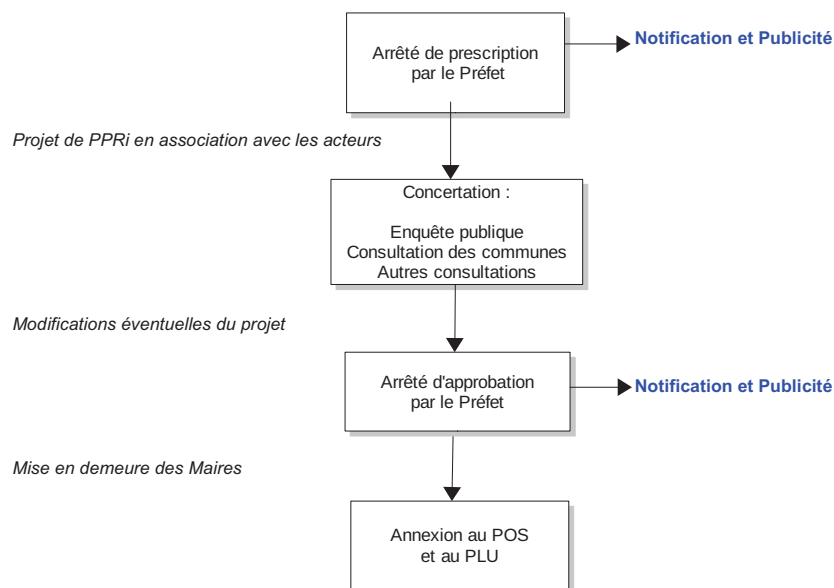 Arrêté de prescription
par le Préfet
Notification et Publicité
Projet de PPRi en association avec les acteurs
Concertation :
Enquête publique
Consultation des communes
Autres consultations
Modifications éventuelles du projet
Arrêté d'approbation
par le Préfet
Notification et Publicité
Mise en demeure des Maires
Annexion au POS
et au PLU